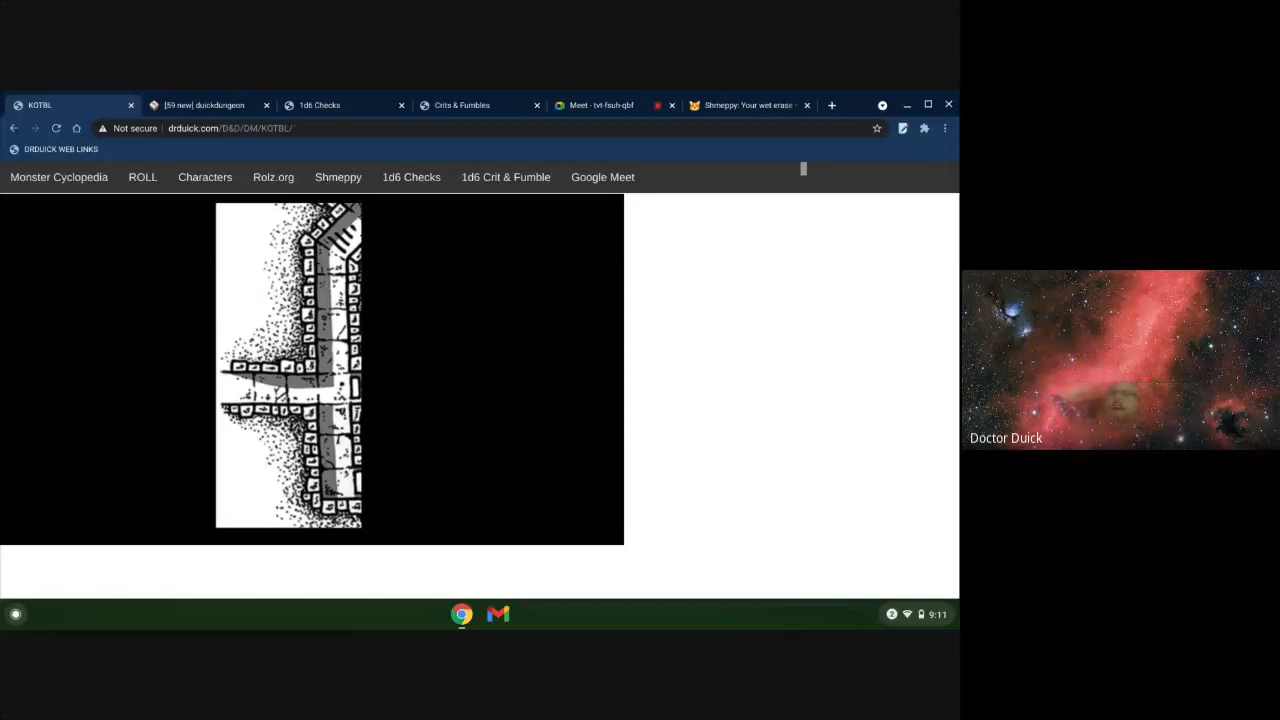 KOTBL
[59 new] duickdungeon
1d6 Checks
Crits & Fumbles
Meet - tvt-fsuh-qbf
Shmeppy: Your wet erase
Not secure
drduick.com/D&D/DM/KOTBL/
DRDUICK WEB LINKS
Monster Cyclopedia
ROLL
Characters
Rolz.org
Shmeppy
1d6 Checks
1d6 Crit & Fumble
Google Meet
Doctor Duick
2
9:11